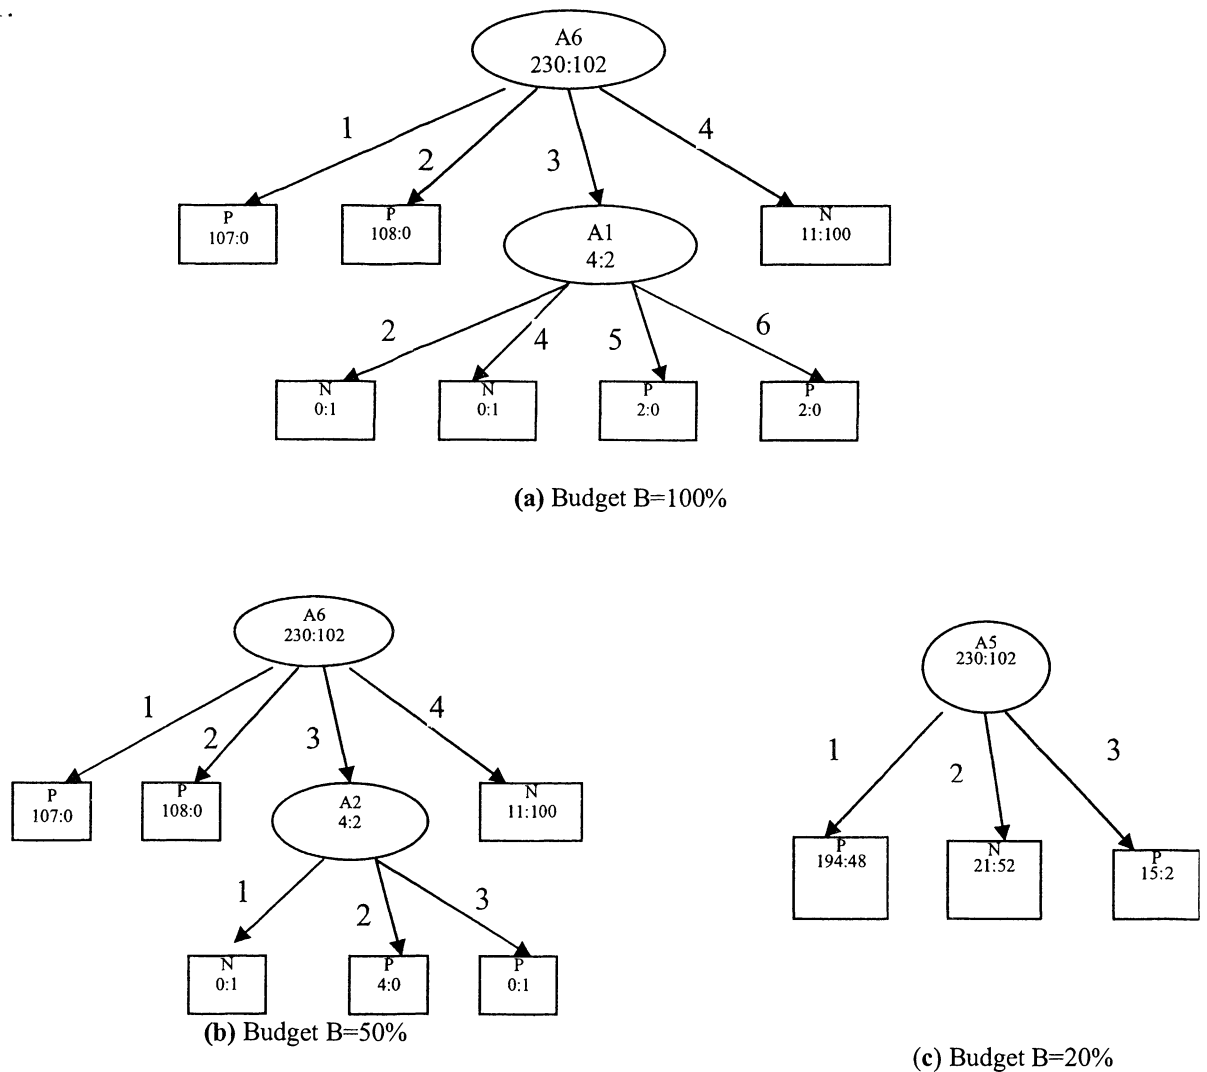 A6
230:102
1
2
3
4
P
107:0
P
108:0
A1
4:2
N
11:100
2
4
5
6
N
0:1
N
0:1
P
2:0
P
2:0
(a) Budget B=100%
A6
230:102
1
2
3
4
P
107:0
P
108:0
A2
4:2
N
11:100
1
2
3
N
0:1
P
4:0
P
0:1
(b) Budget B=50%
A5
230:102
1
2
3
P
194:48
N
21:52
P
15:2
(c) Budget B=20%